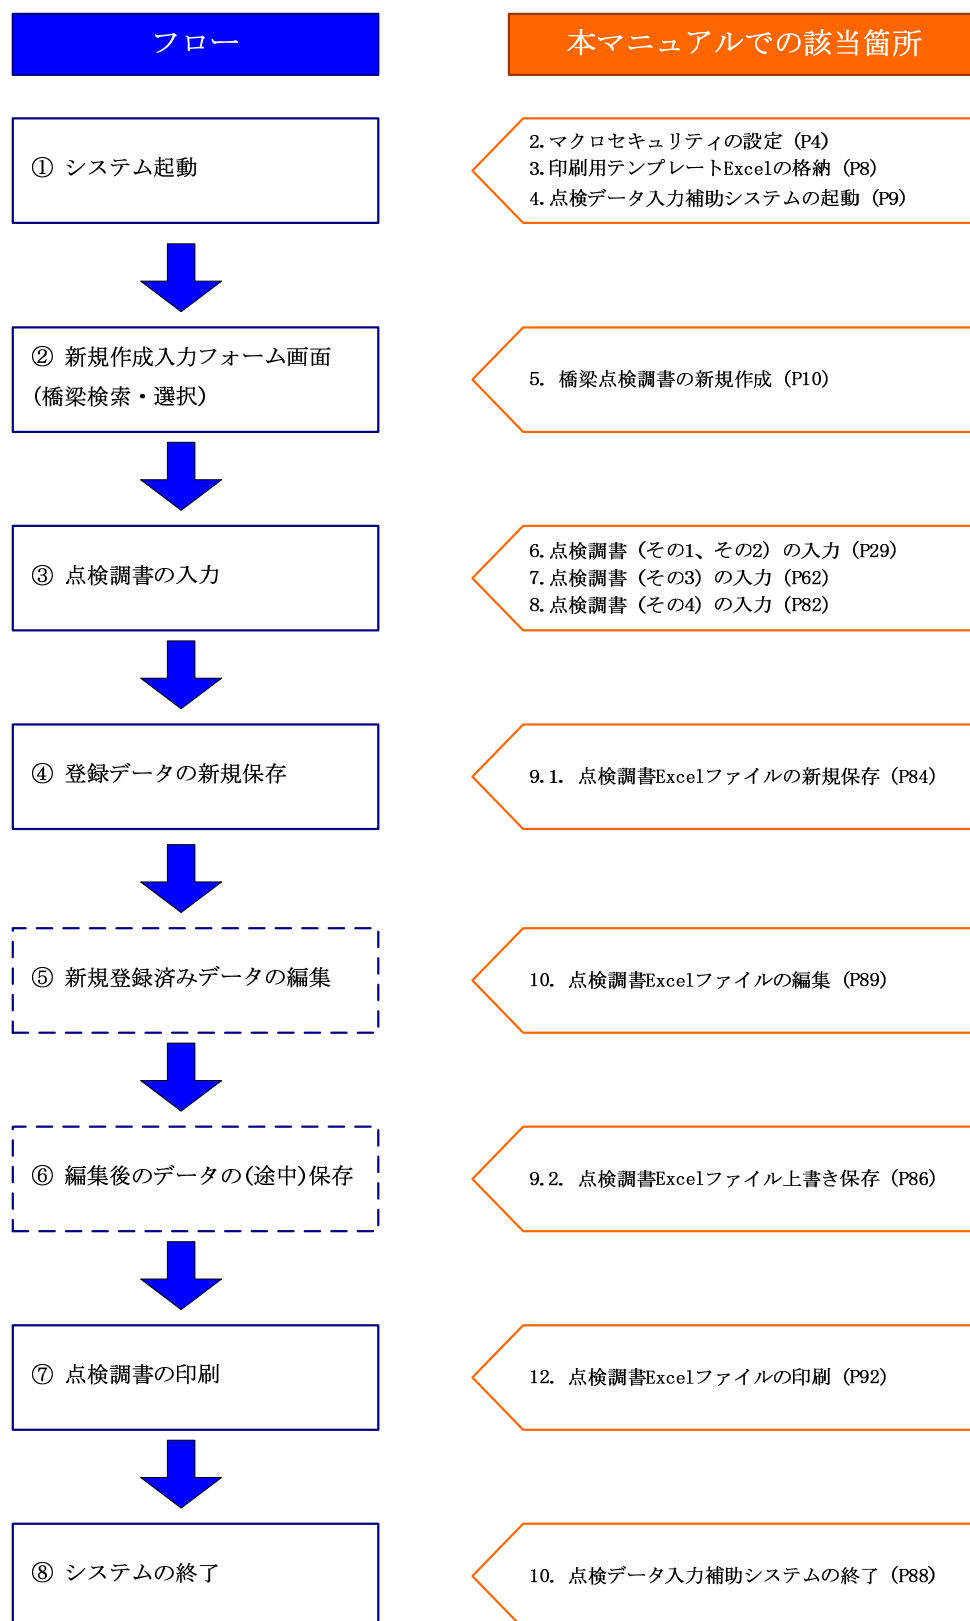 フロー
本マニュアルでの該当箇所
① システム起動
2.マクロセキュリティの設定（P4）
3.印刷用テンプレートExcelの格納（P8）
4.点検データ入力補助システムの起動（P9）
② 新規作成入力フォーム画面
（橋梁検索・選択）
5. 橋梁点検調書の新規作成（P10）
③ 点検調書の入力
6.点検調書（その1、その2）の入力（P29）
7.点検調書（その3）の入力（P62）
8.点検調書（その4）の入力（P82）
④ 登録データの新規保存
9.1. 点検調書Excelファイルの新規保存（P84）
⑤ 新規登録済みデータの編集
10. 点検調書Excelファイルの編集（P89）
⑥ 編集後のデータの(途中)保存
9.2. 点検調書Excelファイル上書き保存（P86）
⑦ 点検調書の印刷
12. 点検調書Excelファイルの印刷（P92）
⑧ システムの終了
10. 点検データ入力補助システムの終了（P88）